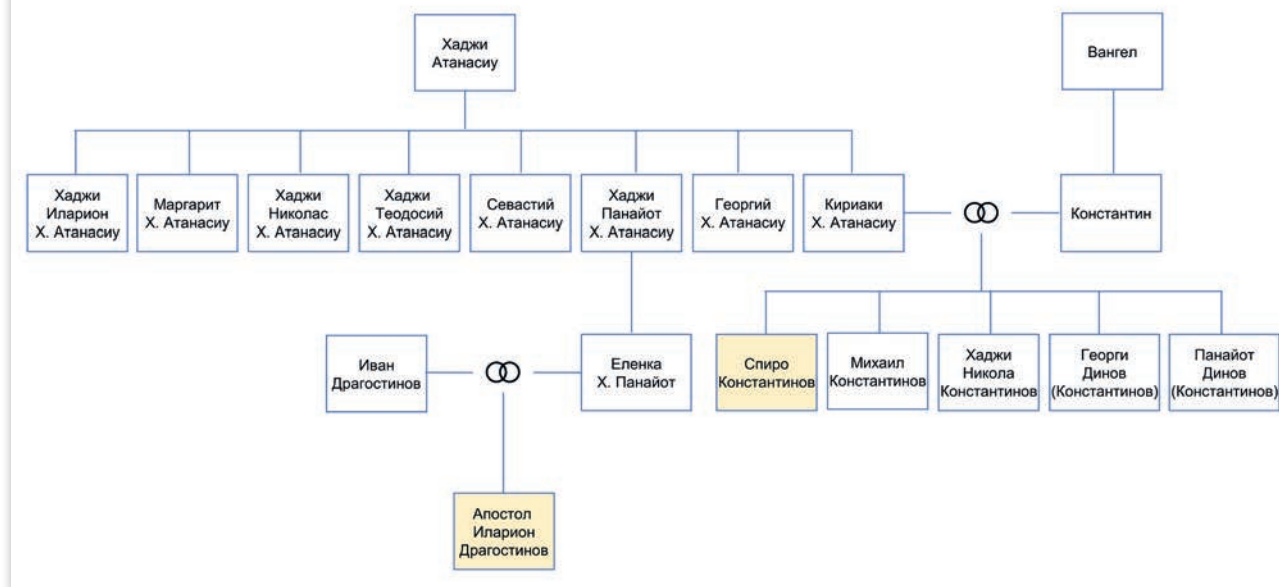 Хаджи
Атанасиу
Вангел
Хаджи
Иларион
Х. Атанасиу
Маргарит
Х. Атанасиу
Хаджи
Николас
Х. Атанасиу
Хаджи
Теодосий
Х. Атанасиу
Севастий
Х. Атанасиу
Хаджи
Панайот
Х. Атанасиу
Георгий
Х. Атанасиу
Кириаки
Х. Атанасиу
Константин
Иван
Драгостинов
Еленка
Х. Панайот
Спиро
Константинов
Михаил
Константинов
Хаджи
Никола
Константинов
Георги
Динов
(Константинов)
Панайот
Динов
(Константинов)
Апостол
Иларион
Драгостинов